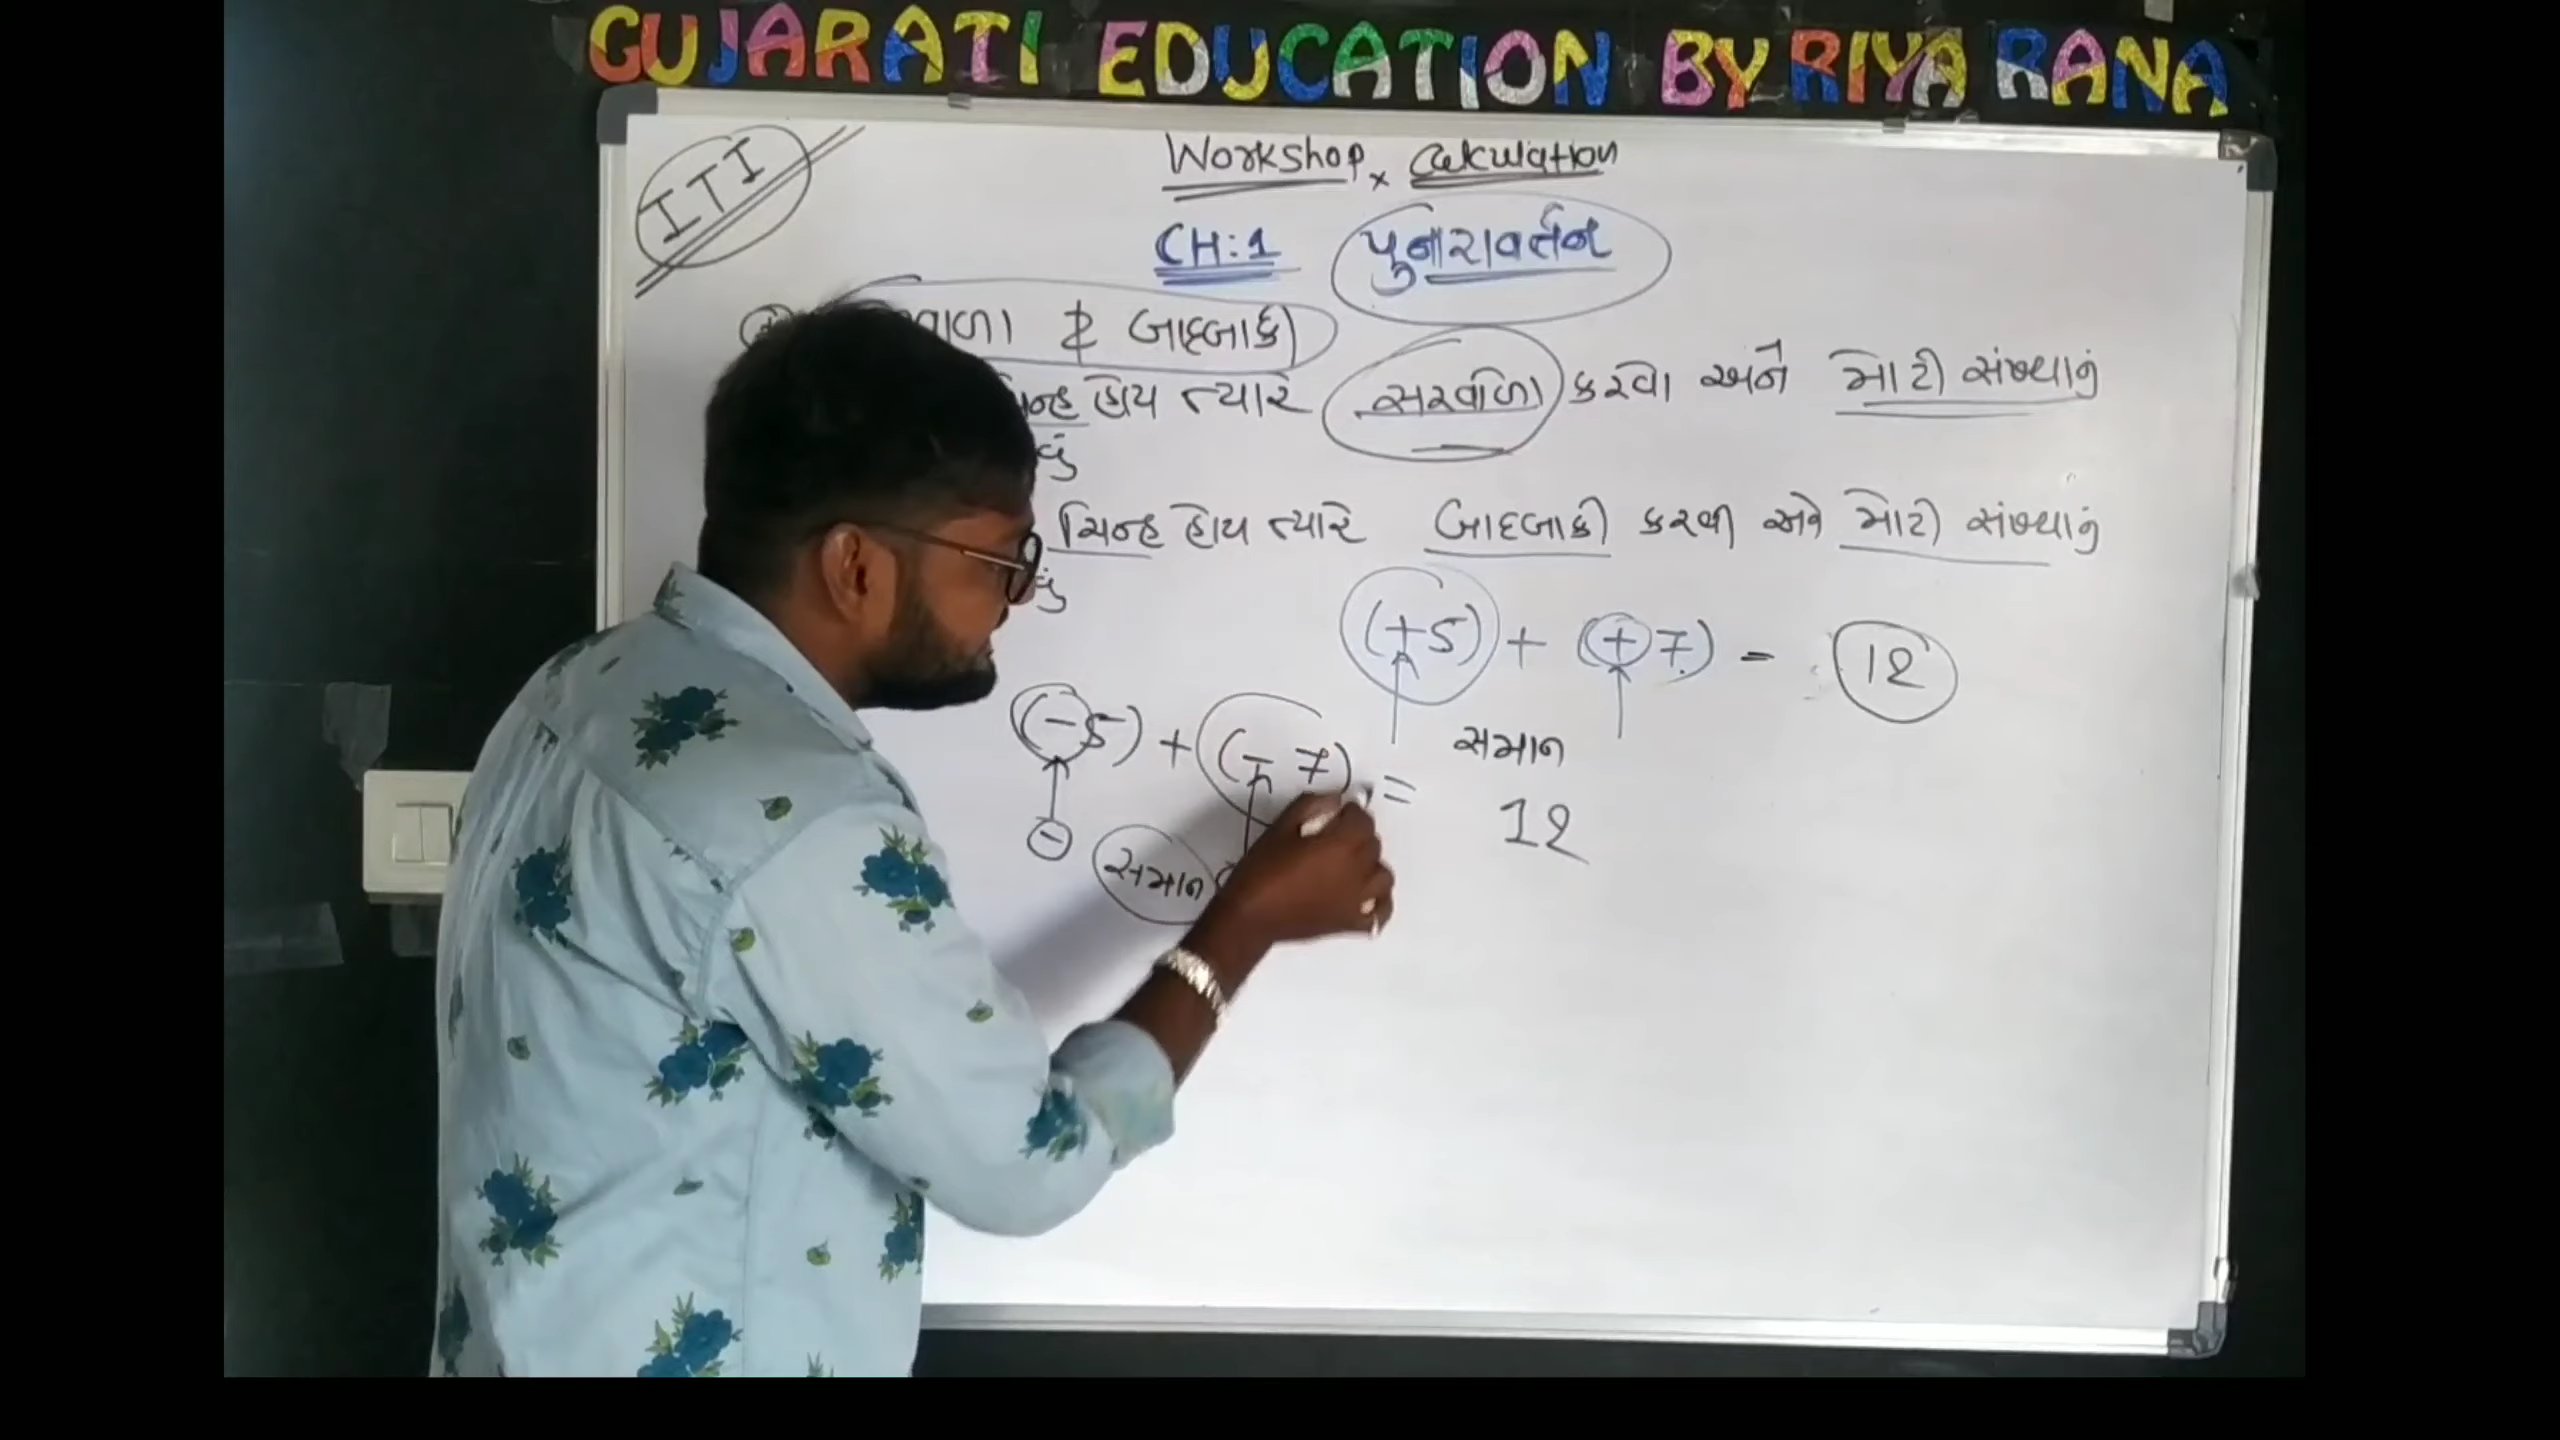 GUJARATI EDUCATION BY RIYA RANA
ITI
Workshop Calculation
CH:1 પુનરાવર્તન
બાદબાકી
હોય ત્યારે સરવાળો કરવો અને મોટી સંખ્યાનું
ચિન્હ હોય ત્યારે બાદબાકી કરવી અને મોટી સંખ્યાનું
(+5) + (+7) = 12
સમાન
(-5) + (-7) = 12
સમાન